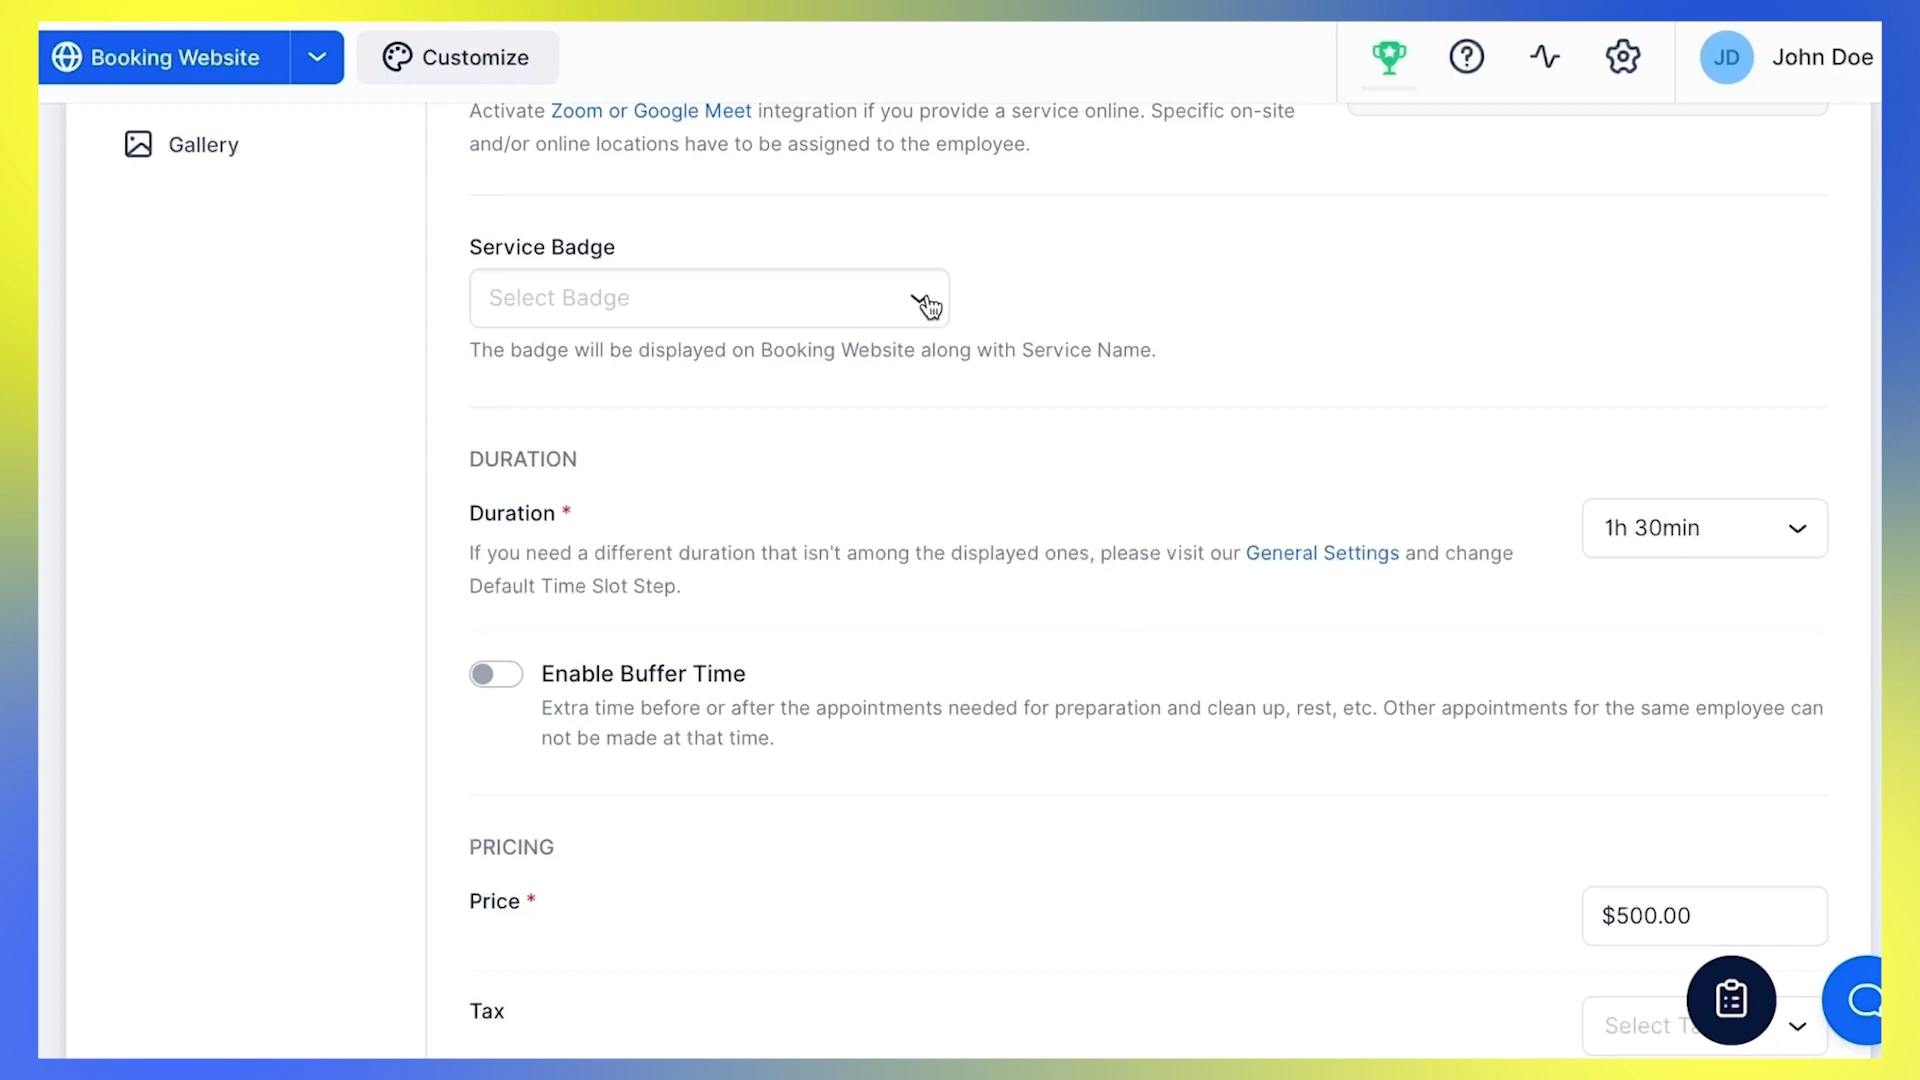 Booking Website
Customize
JD
John Doe
Gallery
Activate Zoom or Google Meet integration if you provide a service online. Specific on-site
and/or online locations have to be assigned to the employee.
Service Badge
Select Badge
The badge will be displayed on Booking Website along with Service Name.
DURATION
Duration *
If you need a different duration that isn't among the displayed ones, please visit our General Settings and change
Default Time Slot Step.
1h 30min
Enable Buffer Time
Extra time before or after the appointments needed for preparation and clean up, rest, etc. Other appointments for the same employee can
not be made at that time.
PRICING
Price *
$500.00
Tax
Select